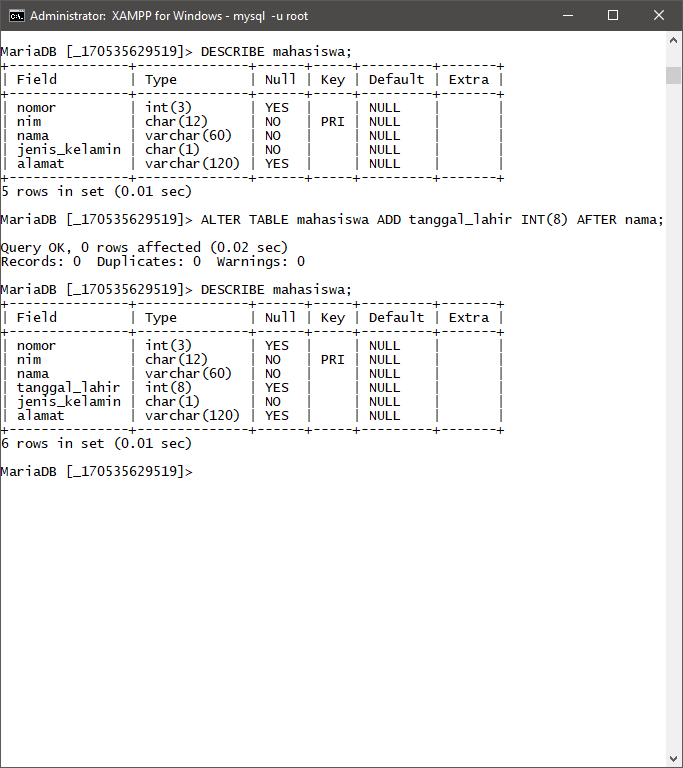 Administrator:  XAMPP for Windows - mysql  -u root
MariaDB [_170535629519]> DESCRIBE mahasiswa;
+---------------+--------------+------+-----+---------+-------+
| Field         | Type         | Null | Key | Default | Extra |
+---------------+--------------+------+-----+---------+-------+
| nomor         | int(3)       | YES  |     | NULL    |       |
| nim           | char(12)     | NO   | PRI | NULL    |       |
| nama          | varchar(60)  | NO   |     | NULL    |       |
| jenis_kelamin | char(1)      | NO   |     | NULL    |       |
| alamat        | varchar(120) | YES  |     | NULL    |       |
+---------------+--------------+------+-----+---------+-------+
5 rows in set (0.01 sec)
MariaDB [_170535629519]> ALTER TABLE mahasiswa ADD tanggal_lahir INT(8) AFTER nama;
Query OK, 0 rows affected (0.02 sec)
Records: 0  Duplicates: 0  Warnings: 0
MariaDB [_170535629519]> DESCRIBE mahasiswa;
+---------------+--------------+------+-----+---------+-------+
| Field         | Type         | Null | Key | Default | Extra |
+---------------+--------------+------+-----+---------+-------+
| nomor         | int(3)       | YES  |     | NULL    |       |
| nim           | char(12)     | NO   | PRI | NULL    |       |
| nama          | varchar(60)  | NO   |     | NULL    |       |
| tanggal_lahir | int(8)       | YES  |     | NULL    |       |
| jenis_kelamin | char(1)      | NO   |     | NULL    |       |
| alamat        | varchar(120) | YES  |     | NULL    |       |
+---------------+--------------+------+-----+---------+-------+
6 rows in set (0.01 sec)
MariaDB [_170535629519]>